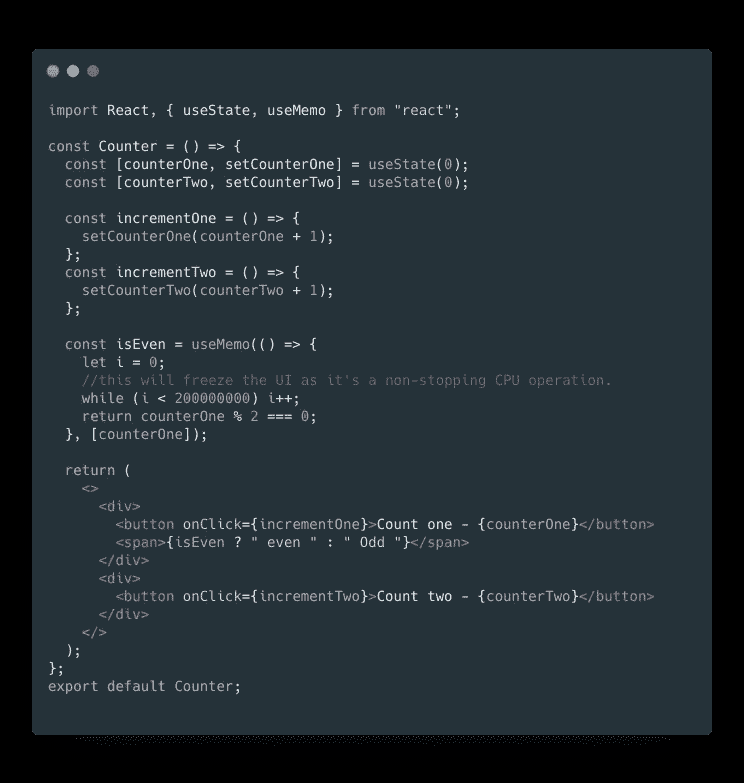 import React, { useState, useMemo } from "react";
const Counter = () => {
const [counterOne, setCounterOne] = useState(0);
const [counterTwo, setCounterTwo] = useState(0);
const incrementOne = () => {
setCounterOne(counterOne + 1);
};
const incrementTwo = () => {
setCounterTwo(counterTwo + 1);
};
const isEven = useMemo(() => {
let i = 0;
//this will freeze the UI as it's a non-stopping CPU operation.
while (i < 200000000) i++;
return counterOne % 2 === 0;
}, [counterOne]);
return (
<>
<div>
<button onClick={incrementOne}>Count one - {counterOne}</button>
<span>{isEven ? " even " : " Odd "}</span>
</div>
<div>
<button onClick={incrementTwo}>Count two - {counterTwo}</button>
</div>
</>
);
};
export default Counter;